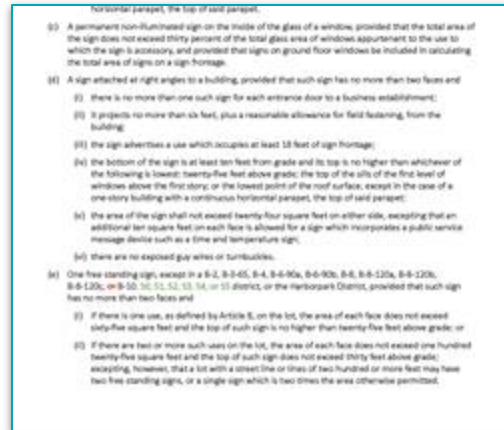 horizontal parapet, the top of said parapet.
(c) A permanent non-illuminated sign on the inside of the glass of a window, provided that the total area of
the sign does not exceed thirty percent of the total glass area of windows appurtenant to the use to
which the sign is accessory, and provided that signs on ground floor windows be included in calculating
the total area of signs on a sign frontage.
(d) A sign attached at right angles to a building, provided that such sign has no more than two faces and
(i) there is no more than one such sign for each entrance door to a business establishment;
(ii) it projects no more than six feet, plus a reasonable allowance for field fastening, from the
building;
(iii) the sign advertises a use which occupies at least 18 feet of sign frontage;
(iv) the bottom of the sign is at least ten feet from grade and its top is no higher than whichever of
the following is lowest: twenty-five feet above grade; the top of the sills of the first level of
windows above the first story; or the lowest point of the roof surface, except in the case of a
one-story building with a continuous horizontal parapet, the top of said parapet;
(v) the area of the sign shall not exceed twenty-four square feet on either side, excepting that an
additional ten square feet on each face is allowed for a sign which incorporates a public service
message device such as a time and temperature sign;
(vi) there are no exposed guy wires or turnbuckles.
(e) One free standing sign, except in a B-2, B-3-65, B-4, B-6-90a, B-6-90b, B-8, B-8-120a, B-8-120b,
B-8-120c, or B-10, 50, 51, 52, 53, 54, or 55 district, or the Harborpark District, provided that such sign
has no more than two faces and
(i) if there is one use, as defined by Article 8, on the lot, the area of each face does not exceed
sixty-five square feet and the top of such sign is no higher than twenty-five feet above grade; or
(ii) if there are two or more such uses on the lot, the area of each face does not exceed one hundred
twenty-five square feet and the top of such sign does not exceed thirty feet above grade;
excepting, however, that a lot with a street line or lines of two hundred or more feet may have
two free standing signs, or a single sign which is two times the area otherwise permitted.